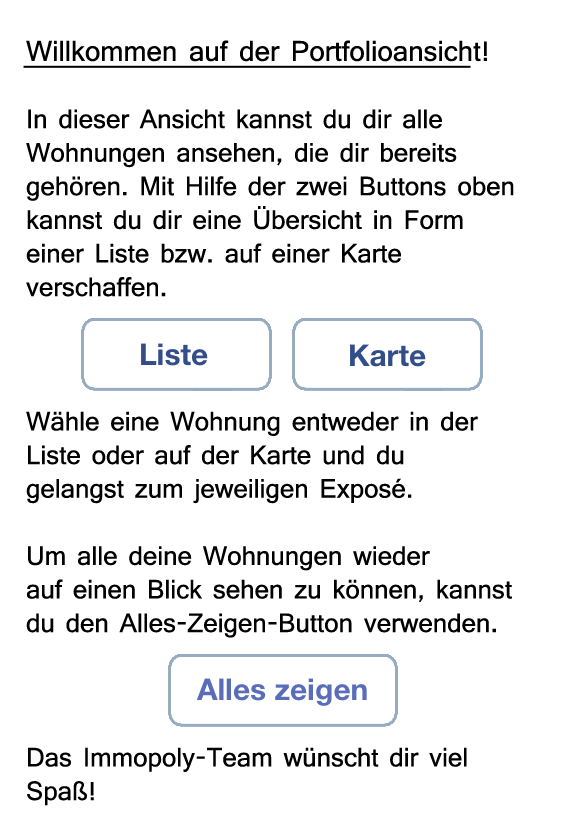 Willkommen auf der Portfolioansicht!
In dieser Ansicht kannst du dir alle
Wohnungen ansehen, die dir bereits
gehören. Mit Hilfe der zwei Buttons oben
kannst du dir eine Übersicht in Form
einer Liste bzw. auf einer Karte
verschaffen.
Liste
Karte
Wähle eine Wohnung entweder in der
Liste oder auf der Karte und du
gelangst zum jeweiligen Exposé.
Um alle deine Wohnungen wieder
auf einen Blick sehen zu können, kannst
du den Alles-Zeigen-Button verwenden.
Alles zeigen
Das Immopoly-Team wünscht dir viel
Spaß!